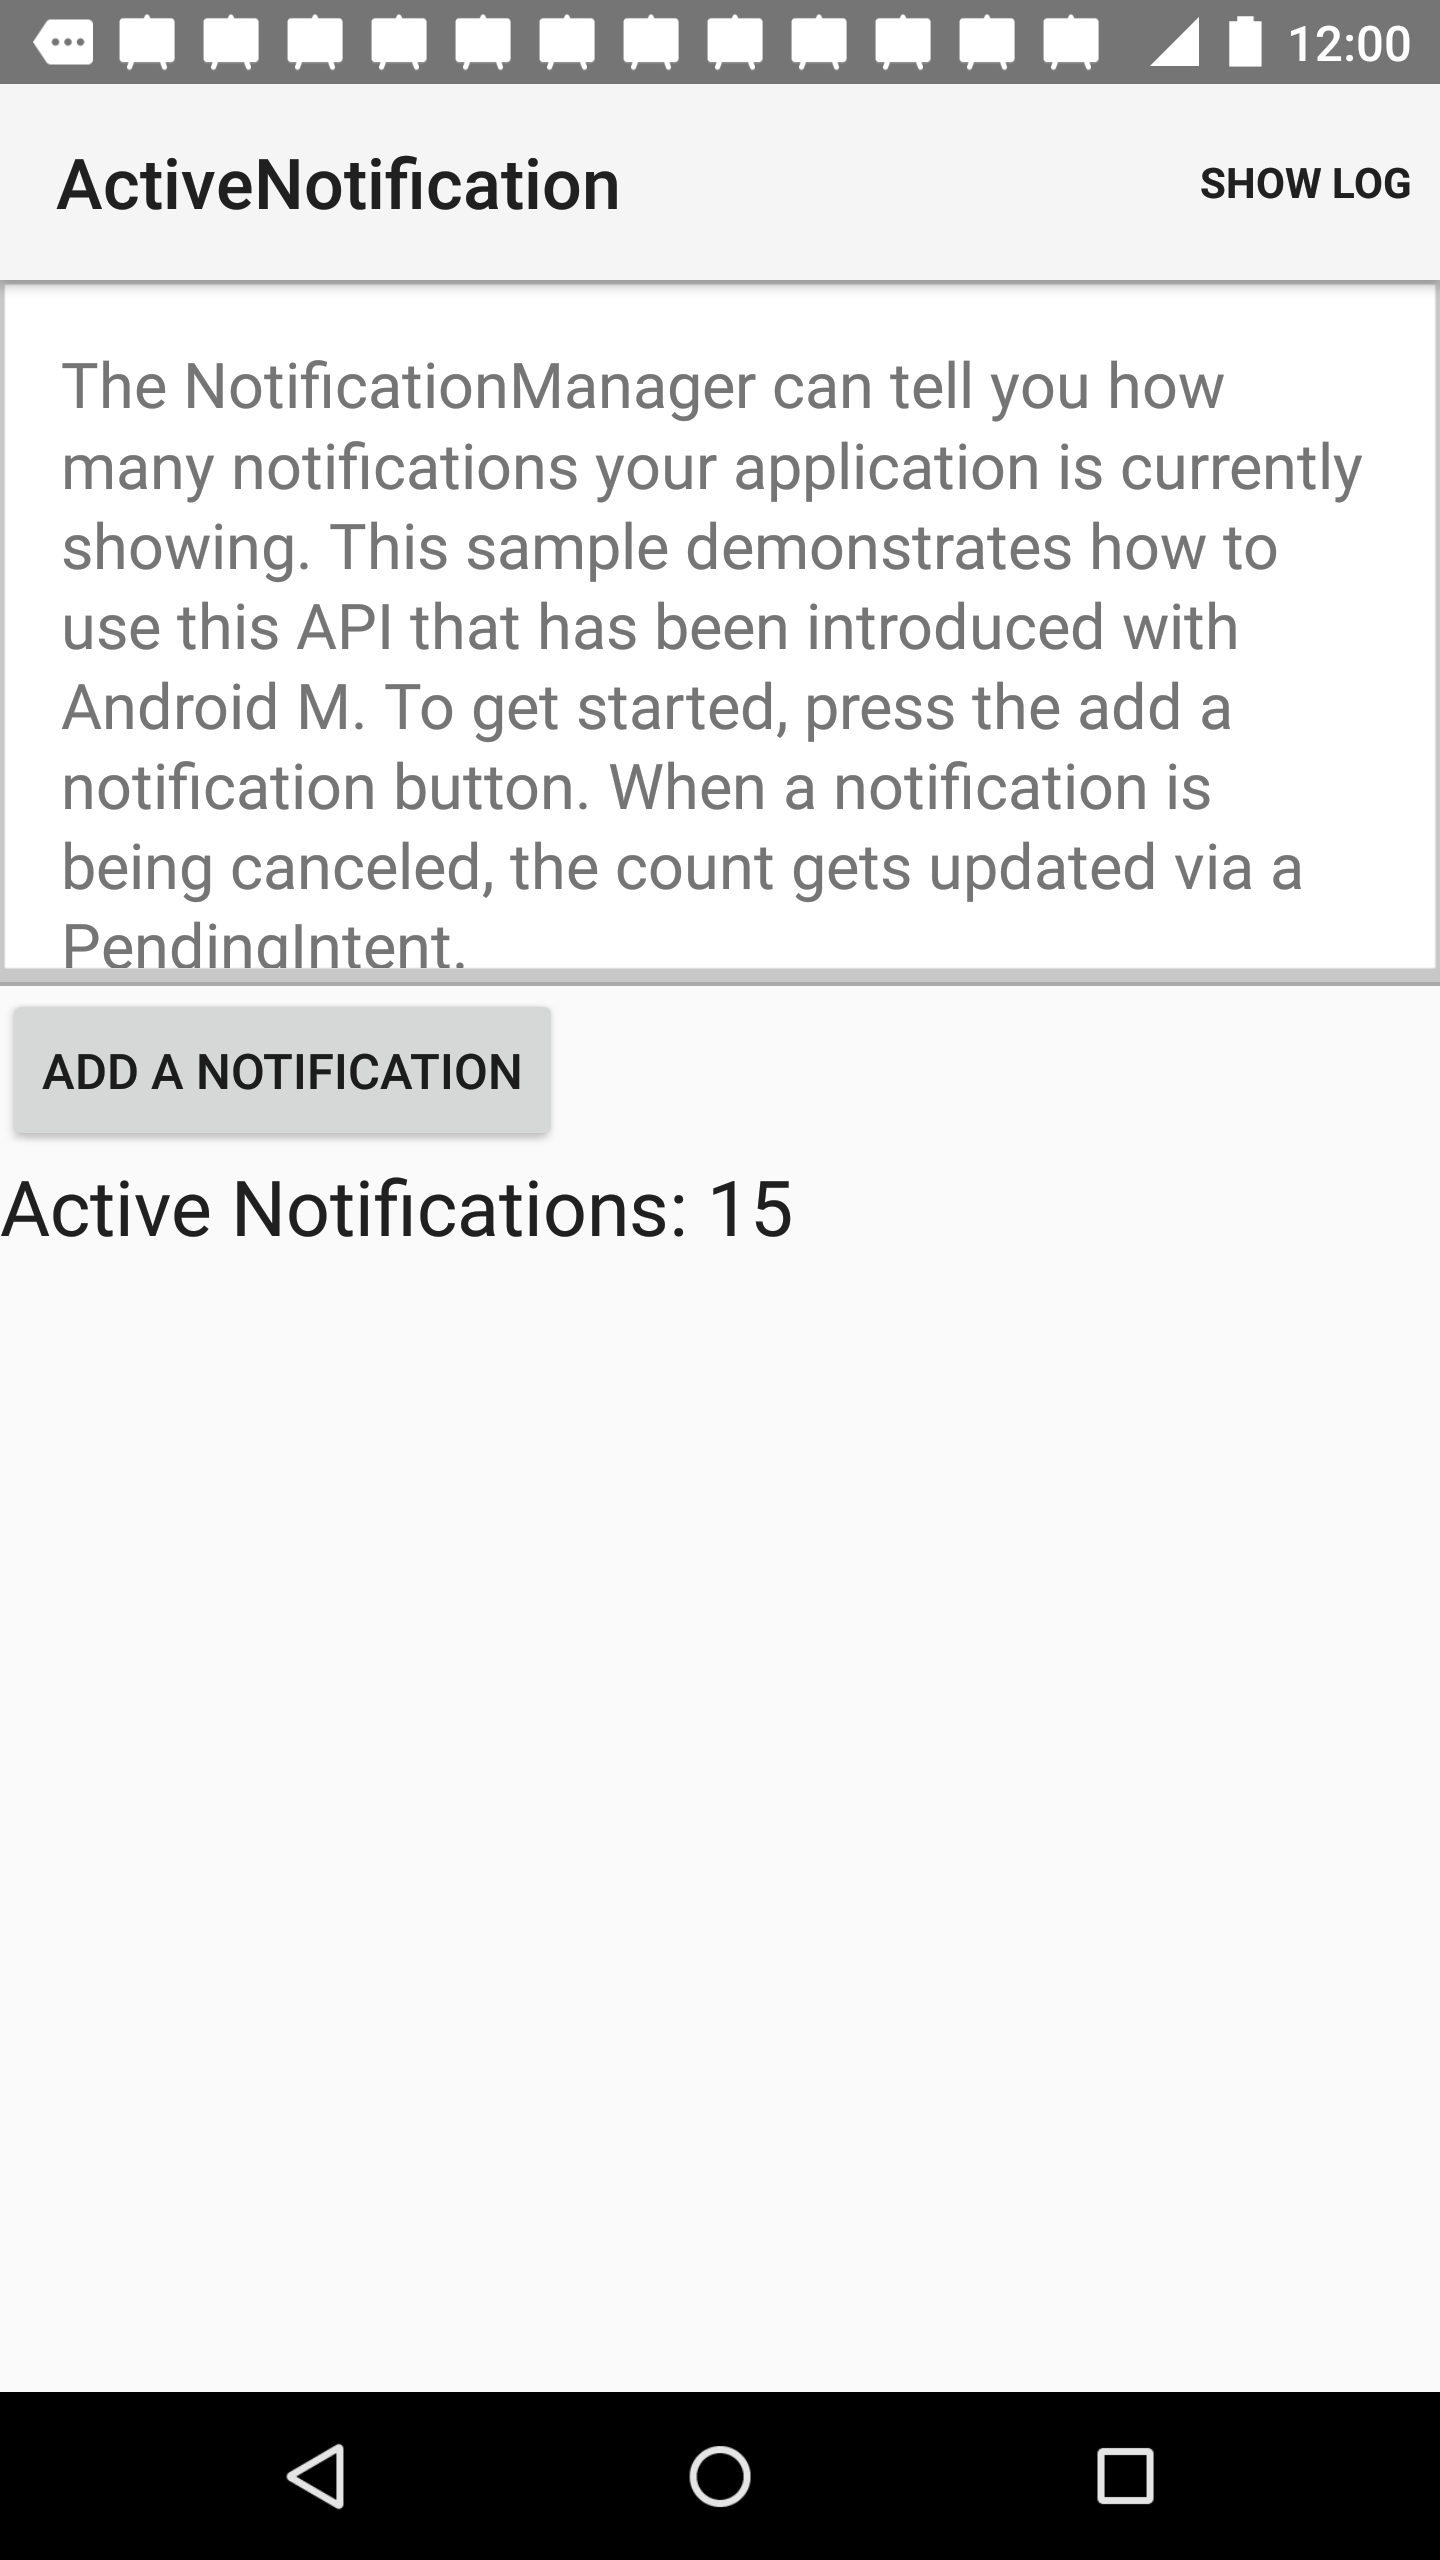 12:00
ActiveNotification
SHOW LOG
The NotificationManager can tell you how
many notifications your application is currently
showing. This sample demonstrates how to
use this API that has been introduced with
Android M. To get started, press the add a
notification button. When a notification is
being canceled, the count gets updated via a
PendingIntent.
ADD A NOTIFICATION
Active Notifications: 15